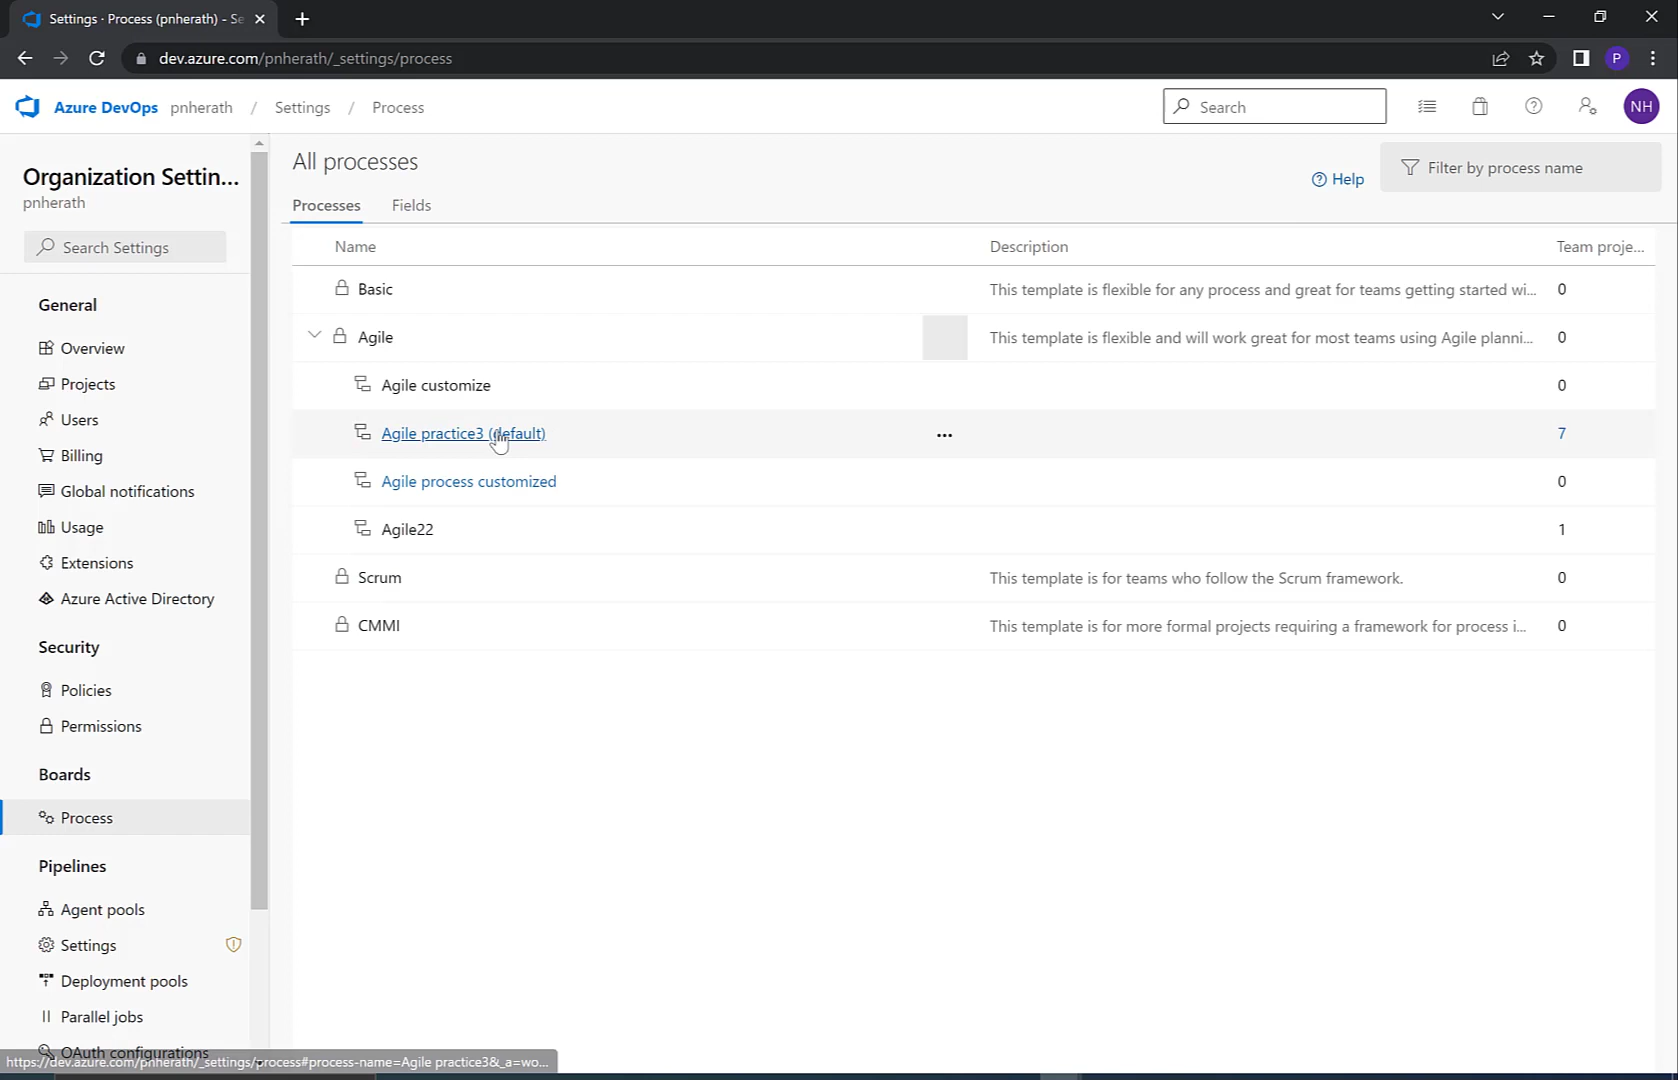 Settings · Process (pnherath) - Se
dev.azure.com/pnherath/_settings/process
P
Azure DevOps pnherath / Settings / Process
Search
NH
Organization Settin...
pnherath
Search Settings
General
Overview
Projects
Users
Billing
Global notifications
Usage
Extensions
Azure Active Directory
Security
Policies
Permissions
Boards
Process
Pipelines
Agent pools
Settings
Deployment pools
Parallel jobs
OAuth configurations
All processes
Help
Filter by process name
Processes Fields
Name Description Team proje...
Basic This template is flexible for any process and great for teams getting started wi... 0
Agile This template is flexible and will work great for most teams using Agile planni... 0
Agile customize 0
Agile practice3 (default) ... 7
Agile process customized 0
Agile22 1
Scrum This template is for teams who follow the Scrum framework. 0
CMMI This template is for more formal projects requiring a framework for process i... 0
https://dev.azure.com/pnherath/_settings/process#process-name=Agile practice3&_a=wo...